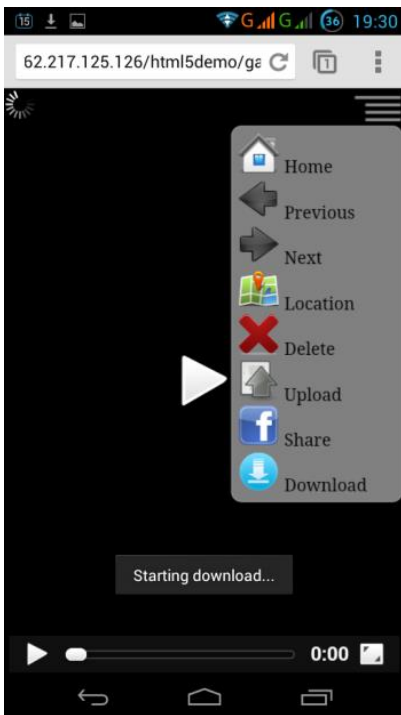 15 G G 36 19:30
62.217.125.126/html5demo/ga 1
Home
Previous
Next
Location
Delete
Upload
f Share
Download
Starting download...
0:00